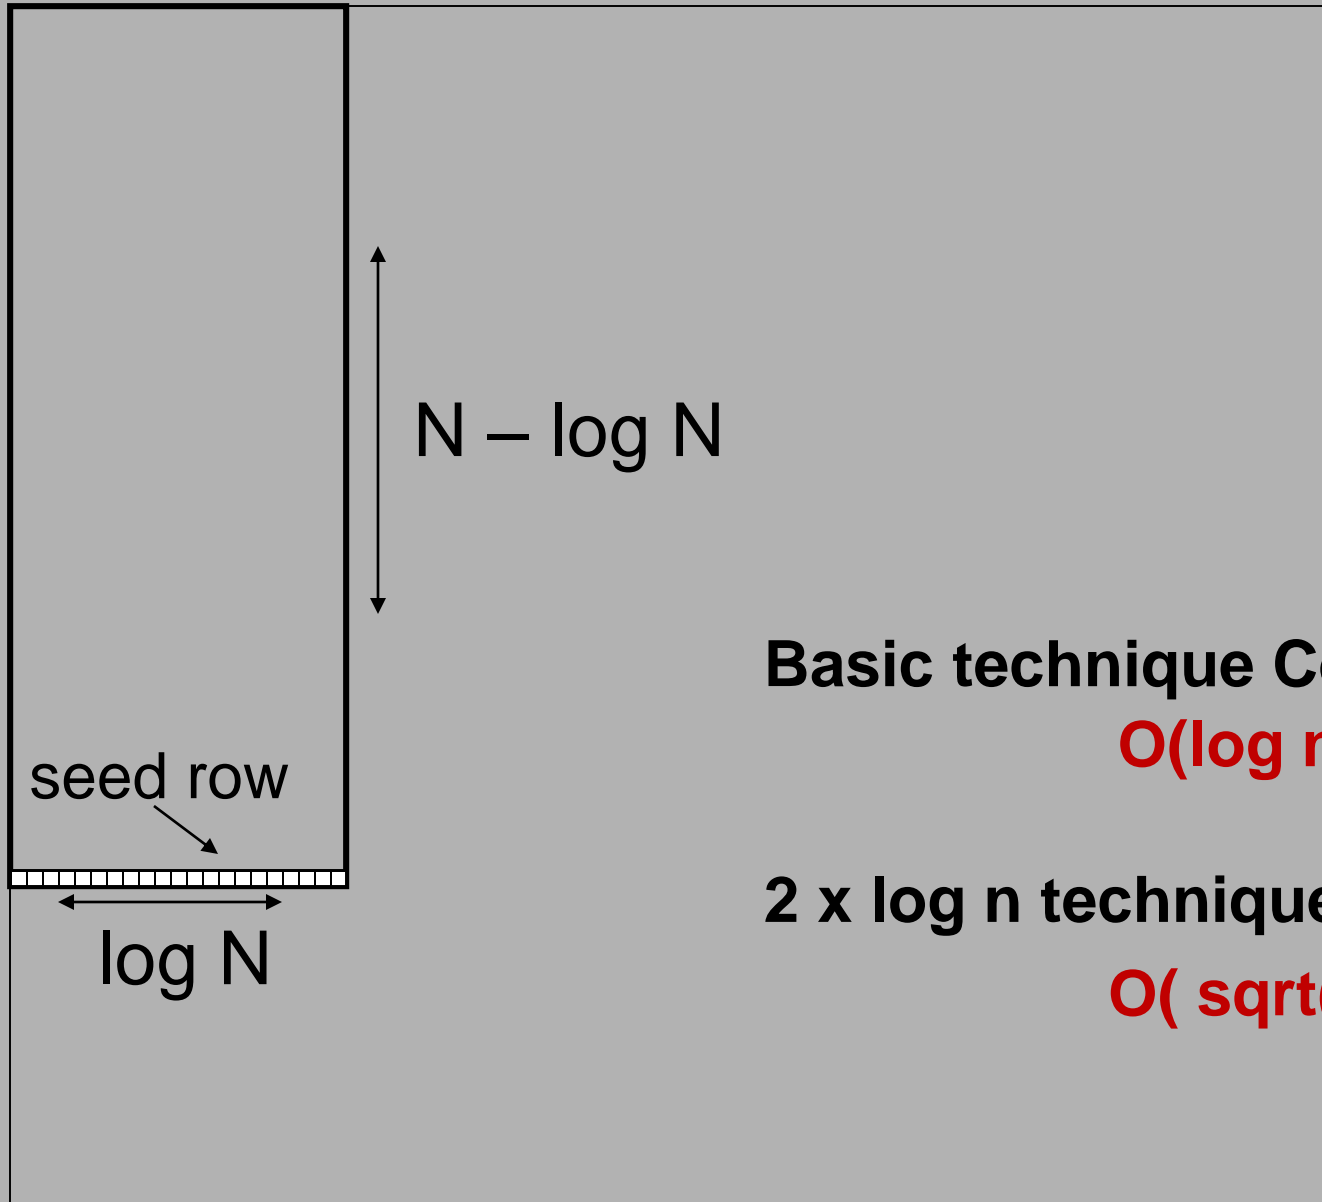 N – log N
Basic technique
O(log
seed row
2 x log n technique
log N
O( sqrt